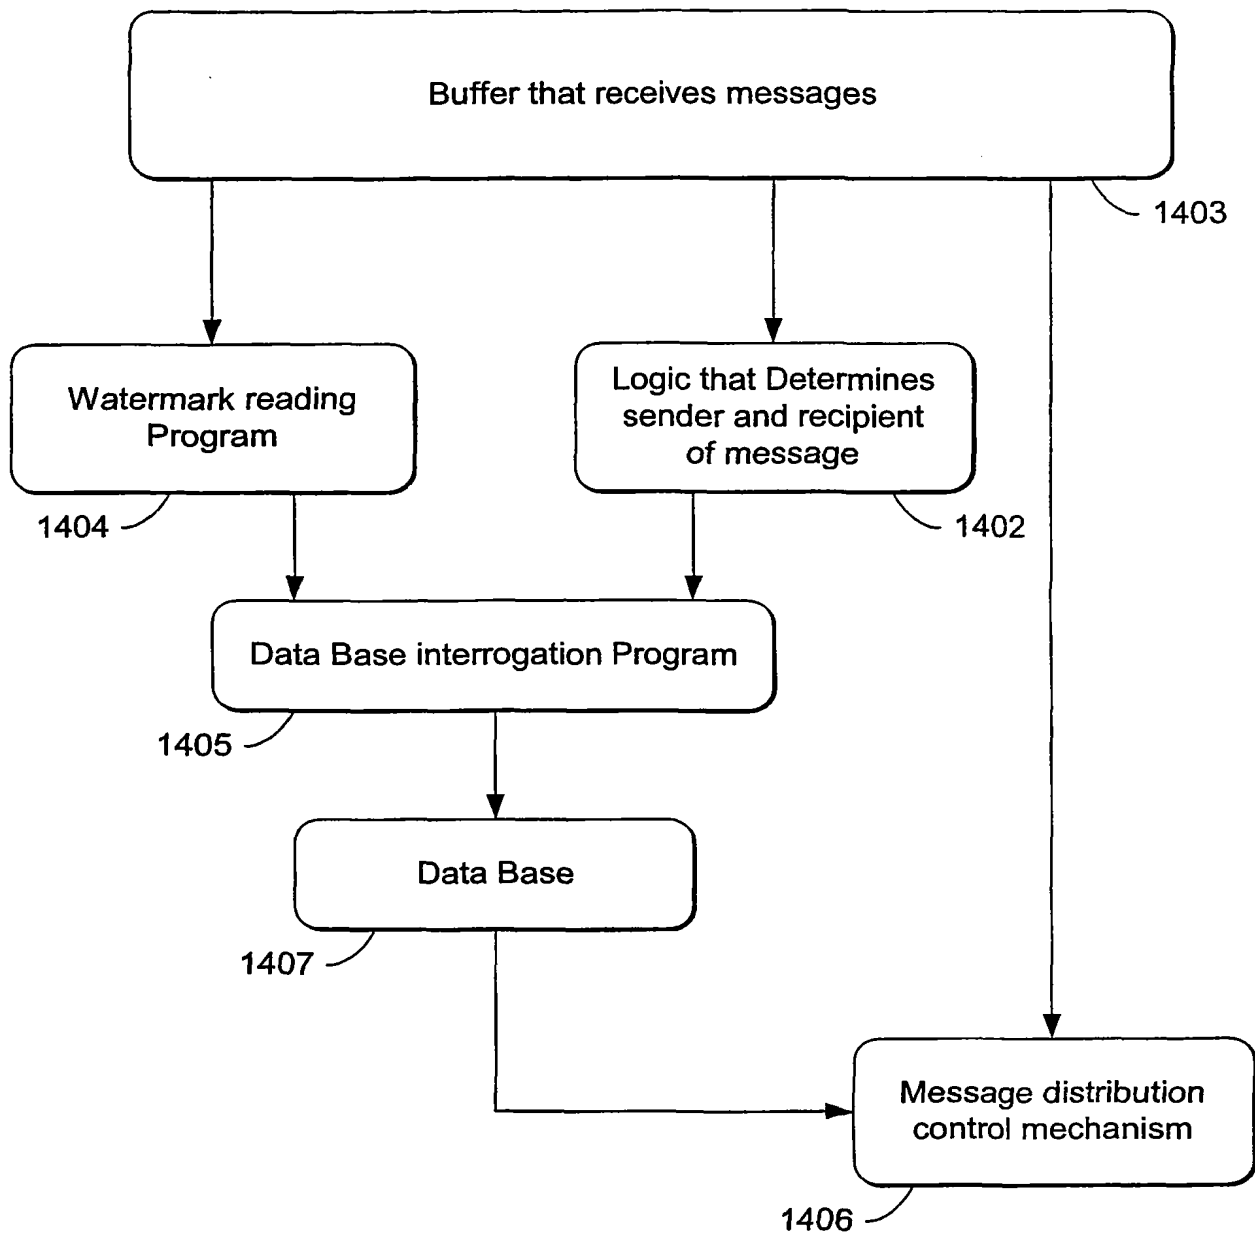 Buffer that receives messages
1403
Watermark reading
Program
1404
Logic that Determines
sender and recipient
of message
1402
Data Base interrogation Program
1405
Data Base
1407
Message distribution
control mechanism
1406